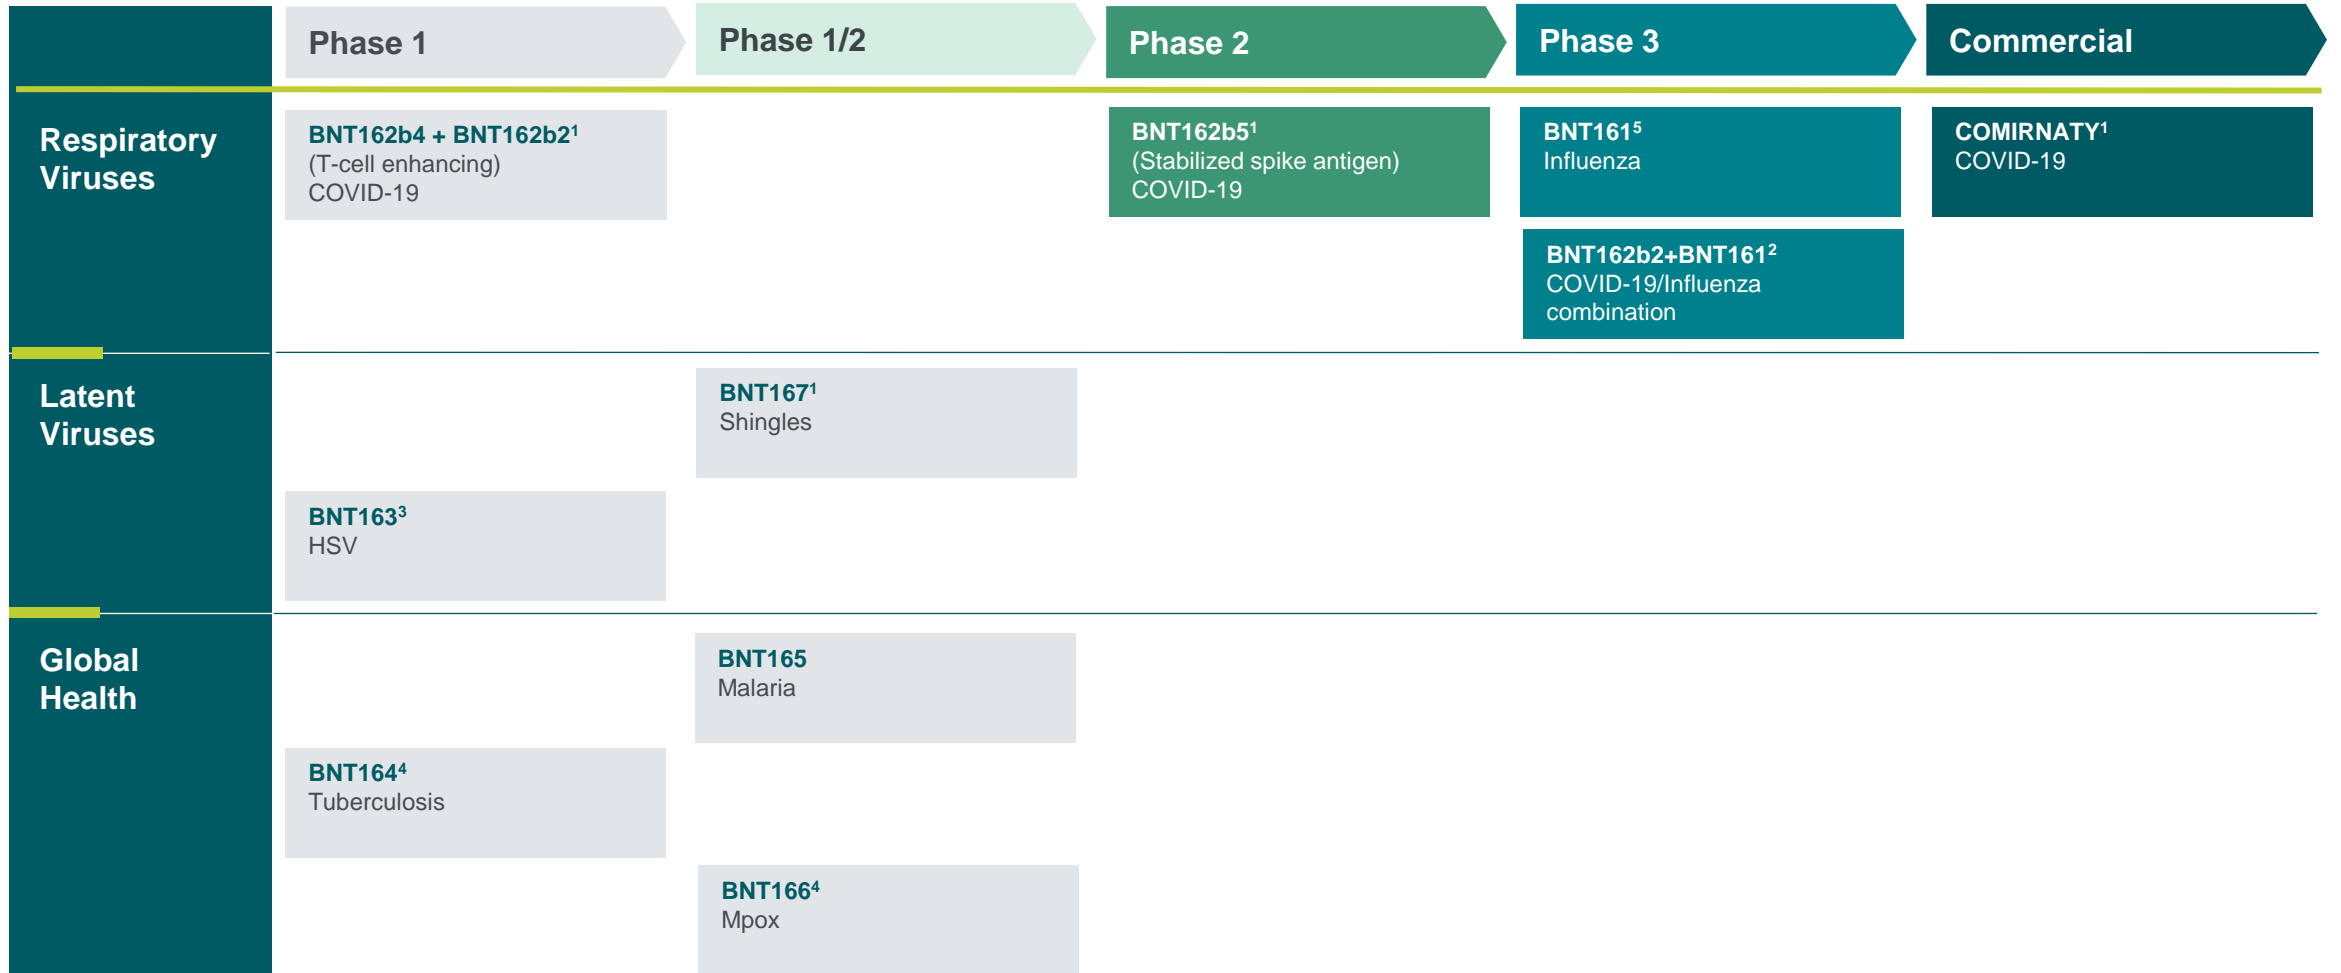 Phase 1
Phase 1/2
Phase 2
Phase 3
Commercial
Respiratory
Viruses
BNT162b4 + BNT162b2¹
(T-cell enhancing)
COVID-19
BNT162b5¹
(Stabilized spike antigen)
COVID-19
BNT161⁵
Influenza
COMIRNATY¹
COVID-19
BNT162b2+BNT161²
COVID-19/Influenza
combination
Latent
Viruses
BNT167¹
Shingles
BNT163³
HSV
Global
Health
BNT165
Malaria
BNT164⁴
Tuberculosis
BNT166⁴
Mpox